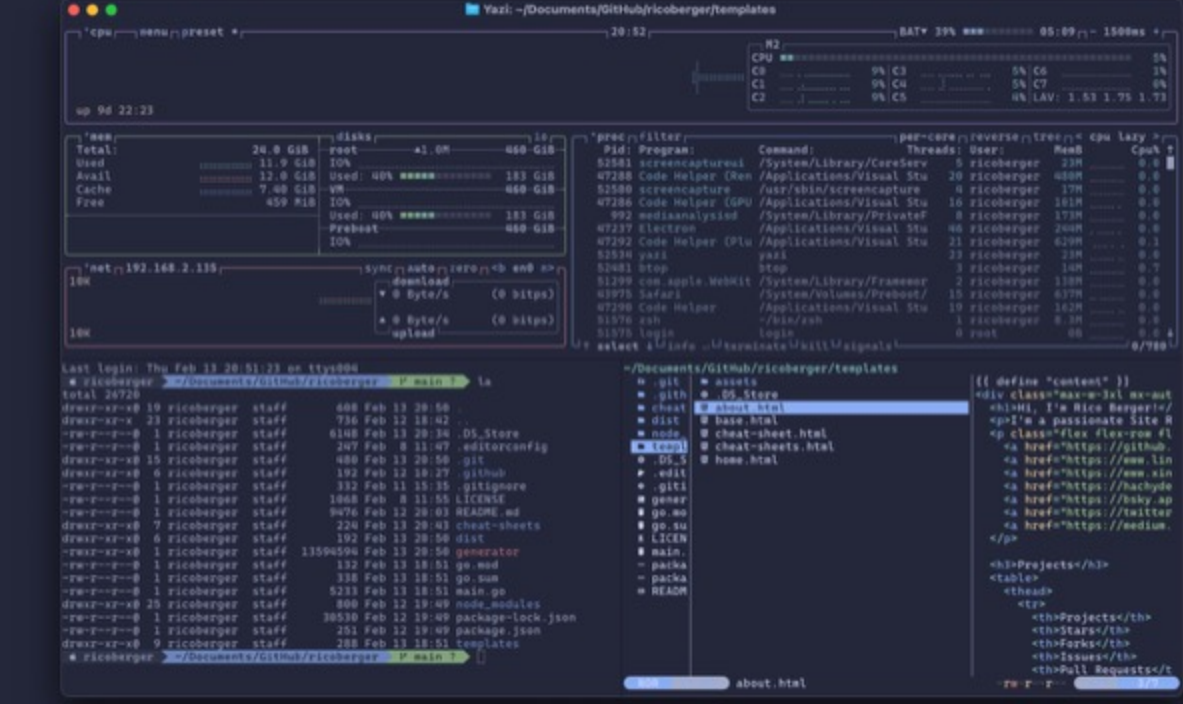 Yazi: ~/Documents/GitHub/ricoberger/templates
cpu menu preset * 20:52 BAT▼ 39% 05:09 - 1500ms +
M2
CPU 5%
C0 9% C3 5% C6 1%
C1 9% C4 5% C7 0%
C2 9% C5 4% LAV: 1.53 1.75 1.73
up 9d 22:23
mem
Total: 24.0 GiB
Used 11.9 GiB
Avail 12.0 GiB
Cache 7.40 GiB
Free 459 MiB
disks io
root ▲1.0M 460 GiB
IO%
Used: 40% 183 GiB
VM 460 GiB
IO%
Used: 40% 183 GiB
Preboot 460 GiB
IO%
net 192.168.2.135 sync auto zero <b en0 n>
10K
download
▼ 0 Byte/s (0 bitps)
▲ 0 Byte/s (0 bitps)
upload
10K
proc filter per-core reverse tree < cpu lazy >
Pid: Program: Command: Threads: User: MemB Cpu% ↑
52581 screencaptureui /System/Library/CoreServ 5 ricoberger 23M 0.0
47288 Code Helper (Ren /Applications/Visual Stu 20 ricoberger 480M 0.0
52580 screencapture /usr/sbin/screencapture 4 ricoberger 17M 0.0
47286 Code Helper (GPU /Applications/Visual Stu 16 ricoberger 101M 0.0
992 mediaanalysisd /System/Library/PrivateF 8 ricoberger 173M 0.0
47237 Electron /Applications/Visual Stu 46 ricoberger 244M 0.0
47292 Code Helper (Plu /Applications/Visual Stu 21 ricoberger 629M 0.1
52534 yazi yazi 23 ricoberger 23M 0.0
52481 btop btop 3 ricoberger 14M 0.7
51299 com.apple.WebKit /System/Library/Framewor 2 ricoberger 138M 0.0
43975 Safari /System/Volumes/Preboot/ 15 ricoberger 637M 0.0
47290 Code Helper /Applications/Visual Stu 19 ricoberger 162M 0.0
51576 zsh -/bin/zsh 1 ricoberger 8.3M 0.0
51575 login login 0 root 0B 0.0 ↓
↑ select ↓ info terminate kill signals 0/780
Last login: Thu Feb 13 20:51:23 on ttys004
ricoberger ~/Documents/GitHub/ricoberger main ? la
total 26720
drwxr-xr-x@ 19 ricoberger staff 608 Feb 13 20:50 .
drwxr-x--- 23 ricoberger staff 736 Feb 12 18:42 ..
-rw-r--r--@ 1 ricoberger staff 6148 Feb 13 20:34 .DS_Store
-rw-r--r--@ 1 ricoberger staff 247 Feb 8 11:47 .editorconfig
drwxr-xr-x@ 15 ricoberger staff 480 Feb 13 20:50 .git
drwxr-xr-x@ 6 ricoberger staff 192 Feb 12 10:27 .github
-rw-r--r--@ 1 ricoberger staff 332 Feb 11 15:35 .gitignore
-rw-r--r--@ 1 ricoberger staff 1068 Feb 8 11:55 LICENSE
-rw-r--r--@ 1 ricoberger staff 9476 Feb 12 20:03 README.md
drwxr-xr-x@ 7 ricoberger staff 224 Feb 13 20:43 cheat-sheets
drwxr-xr-x@ 6 ricoberger staff 192 Feb 13 20:50 dist
-rwxr-xr-x@ 1 ricoberger staff 13594594 Feb 13 20:50 generator
-rw-r--r--@ 1 ricoberger staff 132 Feb 13 18:51 go.mod
-rw-r--r--@ 1 ricoberger staff 338 Feb 13 18:51 go.sum
-rw-r--r--@ 1 ricoberger staff 5233 Feb 13 18:51 main.go
drwxr-xr-x@ 25 ricoberger staff 800 Feb 12 19:49 node_modules
-rw-r--r--@ 1 ricoberger staff 30530 Feb 12 19:49 package-lock.json
-rw-r--r--@ 1 ricoberger staff 251 Feb 12 19:49 package.json
drwxr-xr-x@ 9 ricoberger staff 288 Feb 13 18:51 templates
ricoberger ~/Documents/GitHub/ricoberger main ?
~/Documents/GitHub/ricoberger/templates
.git
.gith
cheat
dist
node_
templ
.DS_S
.edit
.giti
gener
go.mo
go.su
LICEN
main.
packa
packa
READM
assets
.DS_Store
about.html
base.html
cheat-sheet.html
cheat-sheets.html
home.html
{{ define "content" }}
<div class="max-w-3xl mx-aut
<h1>Hi, I'm Rico Berger!</
<p>I'm a passionate Site R
<p class="flex flex-row fl
<a href="https://github.
<a href="https://www.lin
<a href="https://www.xin
<a href="https://hachyde
<a href="https://bsky.ap
<a href="https://twitter
<a href="https://medium.
</p>
<h3>Projects</h3>
<table>
<thead>
<tr>
<th>Projects</th>
<th>Stars</th>
<th>Forks</th>
<th>Issues</th>
<th>Pull Requests</t
about.html -rw-r--r-- 3/7